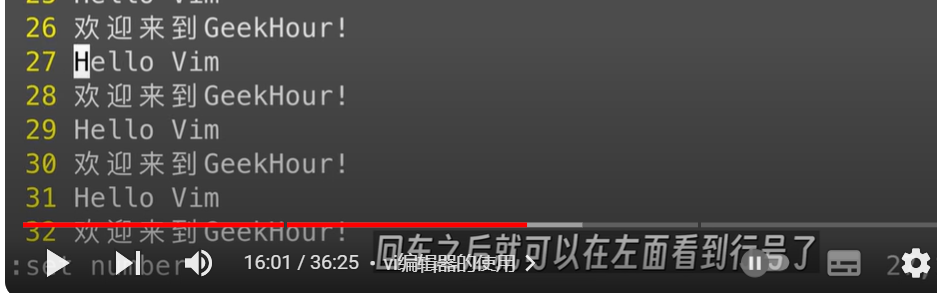 26 欢迎来到GeekHour!
27 Hello Vim
28 欢迎来到GeekHour!
29 Hello Vim
30 欢迎来到GeekHour!
31 Hello Vim
32 欢迎来到GeekHour!
回车之后就可以在左面看到行号了
:set number
16:01 / 36:25 • vi编辑器的使用 >